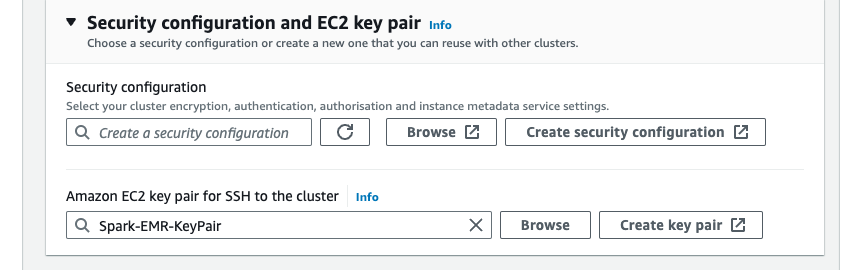 Security configuration and EC2 key pair Info
Choose a security configuration or create a new one that you can reuse with other clusters.
Security configuration
Select your cluster encryption, authentication, authorisation and instance metadata service settings.
Create a security configuration Browse Create security configuration
Amazon EC2 key pair for SSH to the cluster Info
Spark-EMR-KeyPair Browse Create key pair